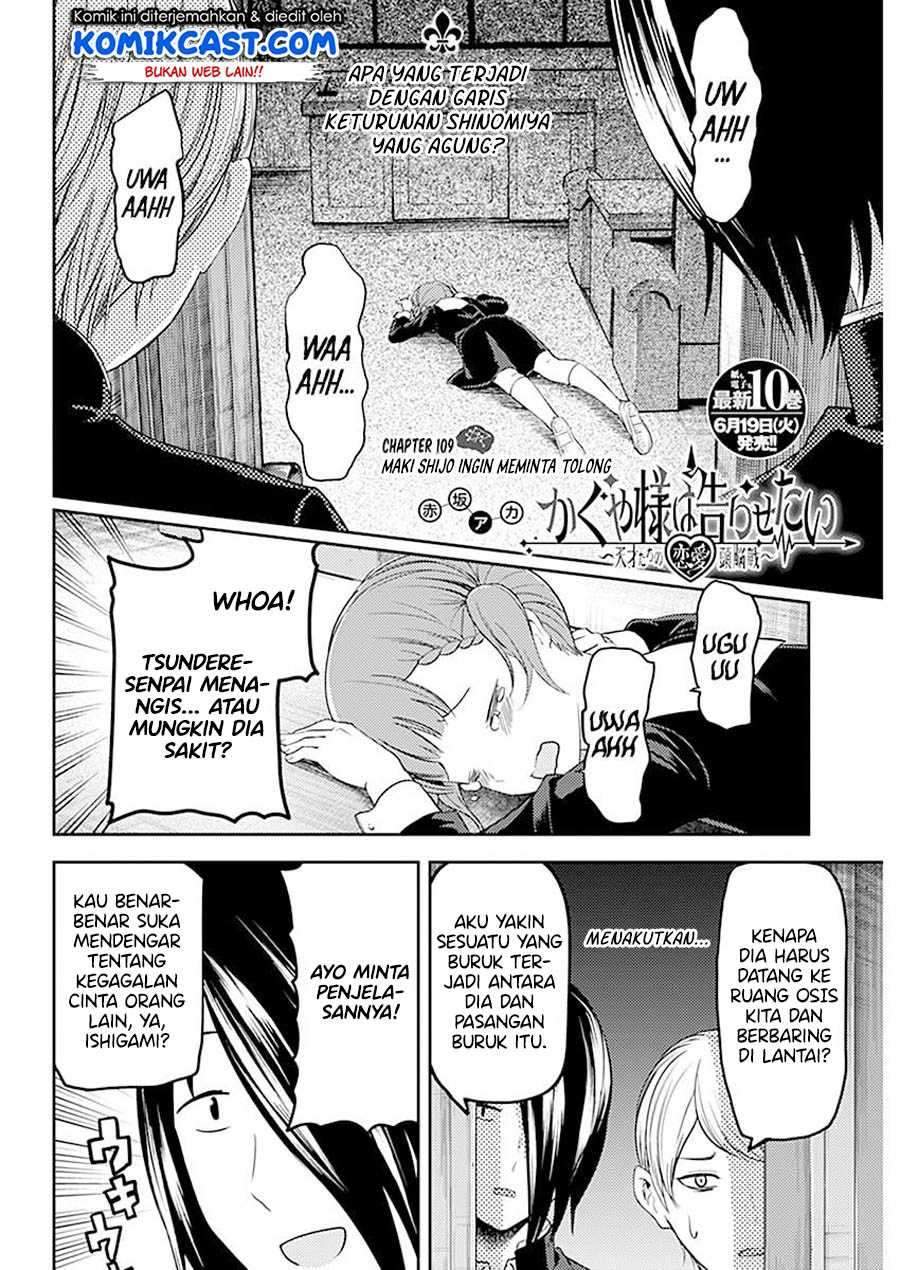 Komik ini diterjemahkan & diedit oleh
KOMIKCAST.COM
BUKAN WEB LAIN!!
APA YANG TERJADI
DENGAN GARIS
KETURUNAN SHINOMIYA
YANG AGUNG?
UW
AHH
...
UWA
AAHH
WAA
AHH...
紙&
電子で
最新10巻
6月19日(火)
発売!!
CHAPTER 109
MAKI SHIJO INGIN MEMINTA TOLONG
赤坂アカ
かぐや様は告らせたい
〜天才たちの恋愛頭脳戦〜
WHOA!
TSUNDERE-
SENPAI MENA-
NGIS... ATAU
MUNGKIN DIA
SAKIT?
UGU
UU
UWA
AHH
KENAPA
DIA HARUS
DATANG KE
RUANG OSIS
KITA DAN
BERBARING
DI LANTAI?
MENAKUTKAN...
AKU YAKIN
SESUATU YANG
BURUK TER-
JADI ANTARA
DIA DAN
PASANGAN
BURUK ITU.
AYO MINTA
PENJELA-
SANNYA!
KAU BENAR-
BENAR SUKA
MENDENGAR
TENTANG
KEGAGALAN
CINTA ORANG
LAIN, YA,
ISHIGAMI?
ウキウキ